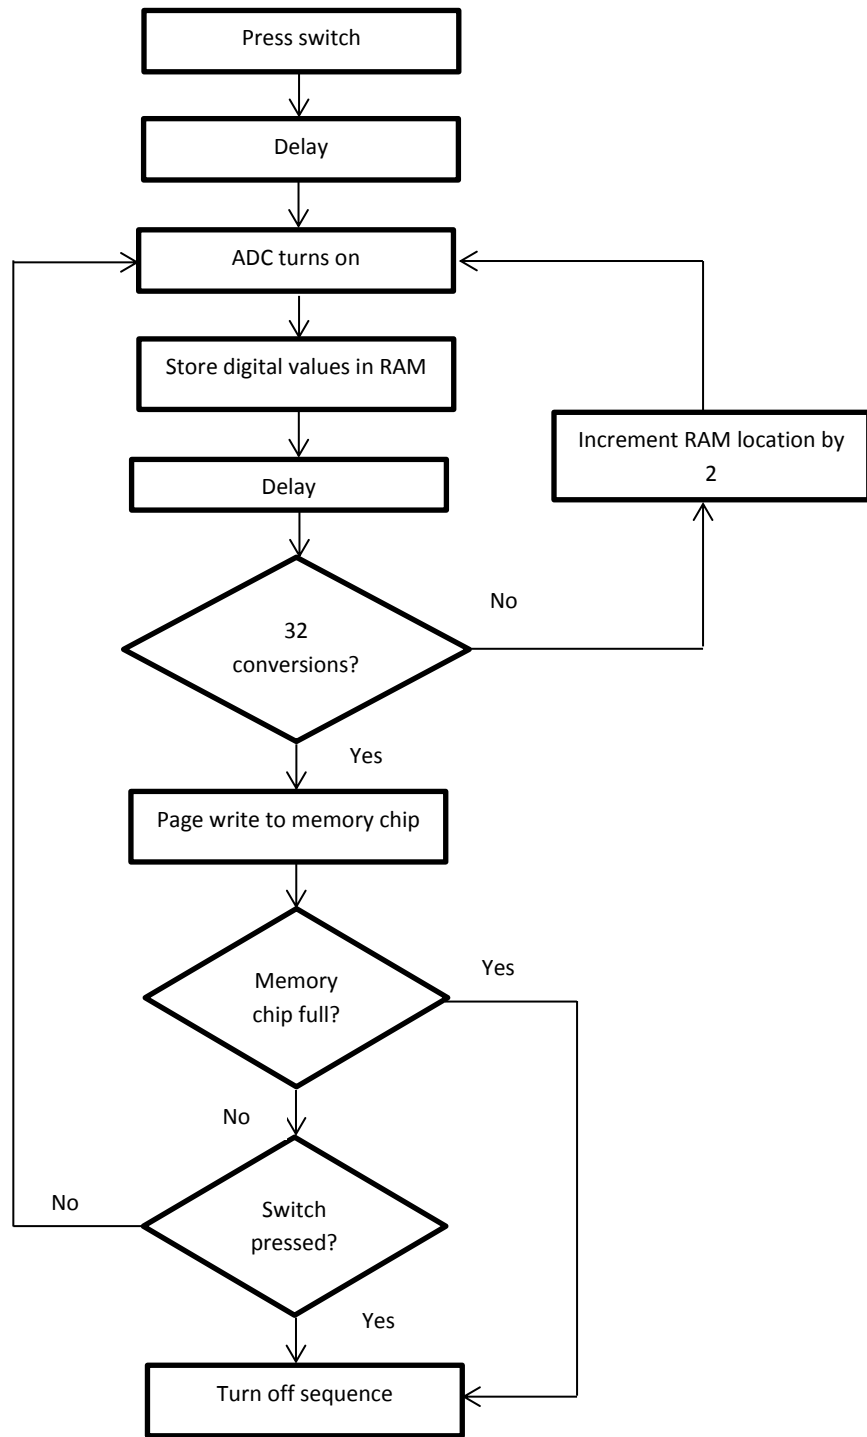 Press switch
Delay
ADC turns on
Store digital values in RAM
Increment RAM location by
2
Delay
No
32
conversions?
Yes
Page write to memory chip
Yes
Memory
chip full?
No
No
Switch
pressed?
Yes
Turn off sequence